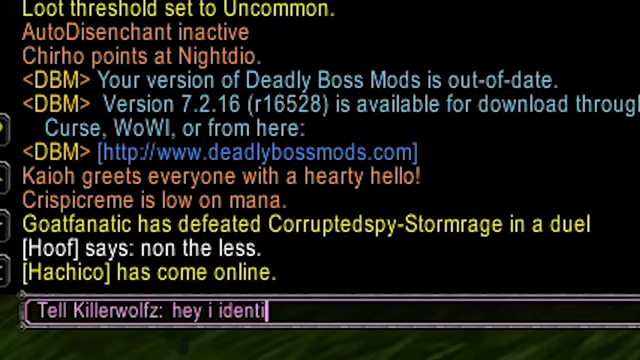 Loot threshold set to Uncommon.
AutoDisenchant inactive
Chirho points at Nightdio.
<DBM> Your version of Deadly Boss Mods is out-of-date.
<DBM> Version 7.2.16 (r16528) is available for download through
Curse, WoWI, or from here:
<DBM> [http://www.deadlybossmods.com]
Kaioh greets everyone with a hearty hello!
Crispicreme is low on mana.
Goatfanatic has defeated Corruptedspy-Stormrage in a duel
[Hoof] says: non the less.
[Hachico] has come online.
Tell Killerwolfz: hey i identi